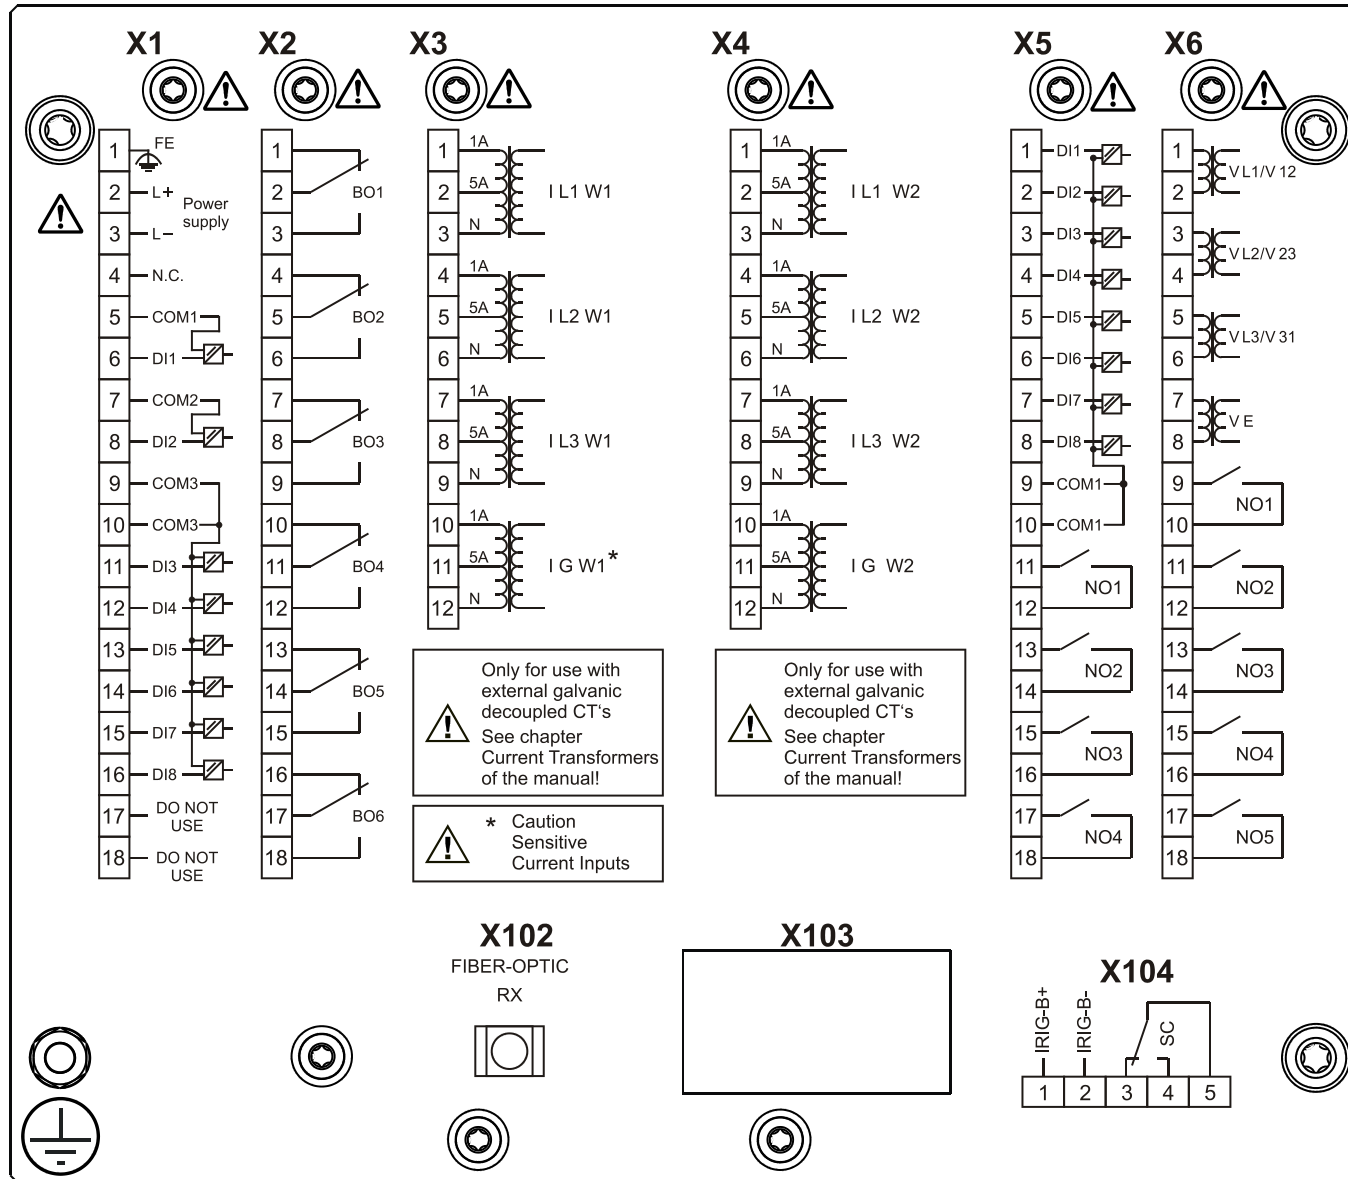 X1
X2
X3
X4
X5
X6
1
FE
2
L+
Power
supply
3
L–
4
N.C.
5
COM1
6
DI1
7
COM2
8
DI2
9
COM3
10
COM3
11
DI3
12
DI4
13
DI5
14
DI6
15
DI7
16
DI8
17
DO NOT
USE
18
DO NOT
USE
1
2
BO1
3
4
5
BO2
6
7
8
BO3
9
10
11
BO4
12
13
14
BO5
15
16
17
BO6
18
1
1A
2
5A
I L1 W1
3
N
4
1A
5
5A
I L2 W1
6
N
7
1A
8
5A
I L3 W1
9
N
10
1A
11
5A
I G W1*
12
N
Only for use with
external galvanic
decoupled CT‘s
See chapter
Current Transformers
of the manual!
* Caution
Sensitive
Current Inputs
1
1A
2
5A
I L1 W2
3
N
4
1A
5
5A
I L2 W2
6
N
7
1A
8
5A
I L3 W2
9
N
10
1A
11
5A
I G W2
12
N
Only for use with
external galvanic
decoupled CT‘s
See chapter
Current Transformers
of the manual!
1
DI1
2
DI2
3
DI3
4
DI4
5
DI5
6
DI6
7
DI7
8
DI8
9
COM1
10
COM1
11
NO1
12
13
NO2
14
15
NO3
16
17
NO4
18
1
VL1/V 12
2
3
VL2/V 23
4
5
VL3/V 31
6
7
V E
8
9
NO1
10
11
NO2
12
13
NO3
14
15
NO4
16
17
NO5
18
X102
FIBER-OPTIC
RX
X103
X104
IRIG-B+
IRIG-B-
SC
1 2 3 4 5